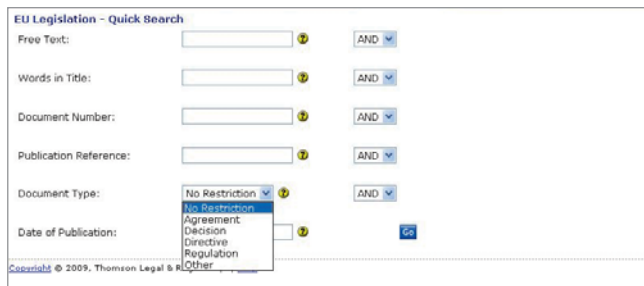 EU Legislation - Quick Search
Free Text: AND
Words in Title: AND
Document Number: AND
Publication Reference: AND
Document Type: No Restriction AND
No Restriction
Agreement
Decision
Directive
Regulation
Other
Date of Publication: Go
Copyright © 2009, Thomson Legal &